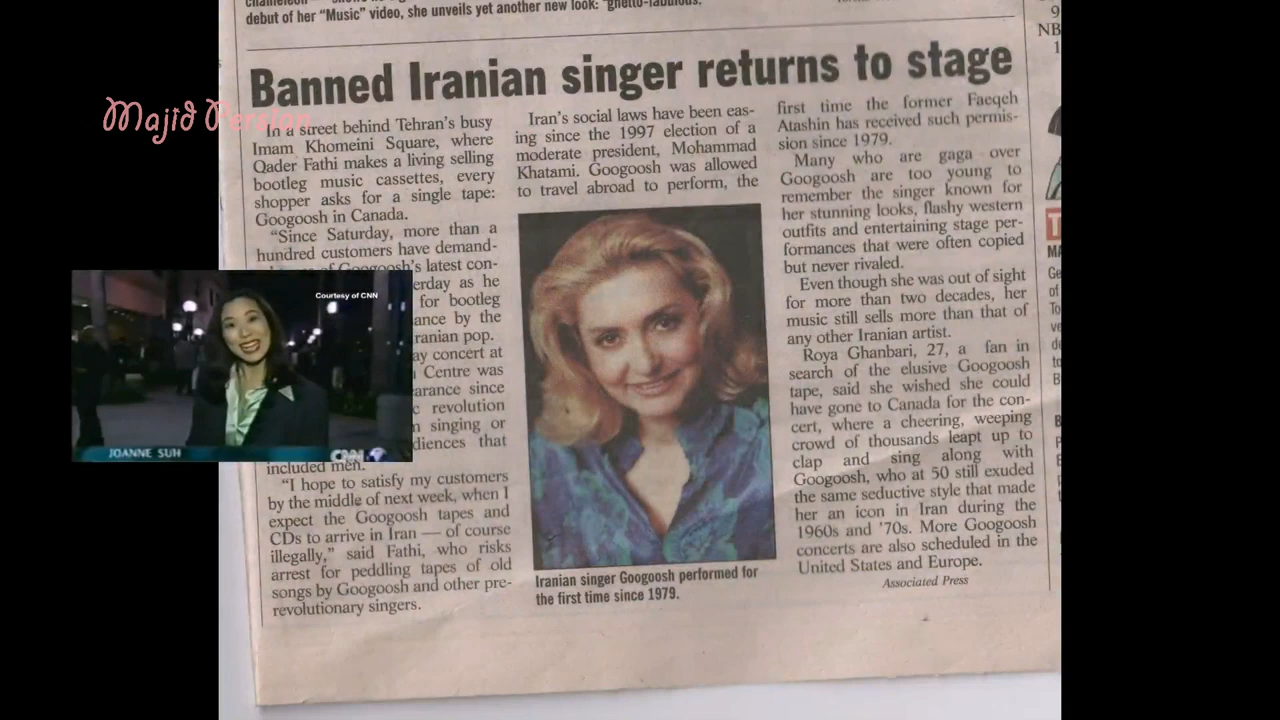 debut of her “Music” video, she unveils yet another new look: “ghetto-fabulous.”
9
NB
1
Banned Iranian singer returns to stage
Majid Persian
In a street behind Tehran’s busy
Imam Khomeini Square, where
Qader Fathi makes a living selling
bootleg music cassettes, every
shopper asks for a single tape:
Googoosh in Canada.
“Since Saturday, more than a
hundred customers have demand-
of Googoosh’s latest con-
erday as he
for bootleg
ance by the
ranian pop.
ay concert at
Centre was
arance since
revolution
singing or
diences that
included men.
“I hope to satisfy my customers
by the middle of next week, when I
expect the Googoosh tapes and
CDs to arrive in Iran — of course
illegally,” said Fathi, who risks
arrest for peddling tapes of old
songs by Googoosh and other pre-
revolutionary singers.
Courtesy of CNN
JOANNE SUH
CNN
Iran’s social laws have been eas-
ing since the 1997 election of a
moderate president, Mohammad
Khatami. Googoosh was allowed
to travel abroad to perform, the
Iranian singer Googoosh performed for
the first time since 1979.
first time the former Faeqeh
Atashin has received such permis-
sion since 1979.
Many who are gaga over
Googoosh are too young to
remember the singer known for
her stunning looks, flashy western
outfits and entertaining stage per-
formances that were often copied
but never rivaled.
Even though she was out of sight
for more than two decades, her
music still sells more than that of
any other Iranian artist.
Roya Ghanbari, 27, a fan in
search of the elusive Googoosh
tape, said she wished she could
have gone to Canada for the con-
cert, where a cheering, weeping
crowd of thousands leapt up to
clap and sing along with
Googoosh, who at 50 still exuded
the same seductive style that made
her an icon in Iran during the
1960s and ’70s. More Googoosh
concerts are also scheduled in the
United States and Europe.
Associated Press
T
MA
Ge
of
To
ve